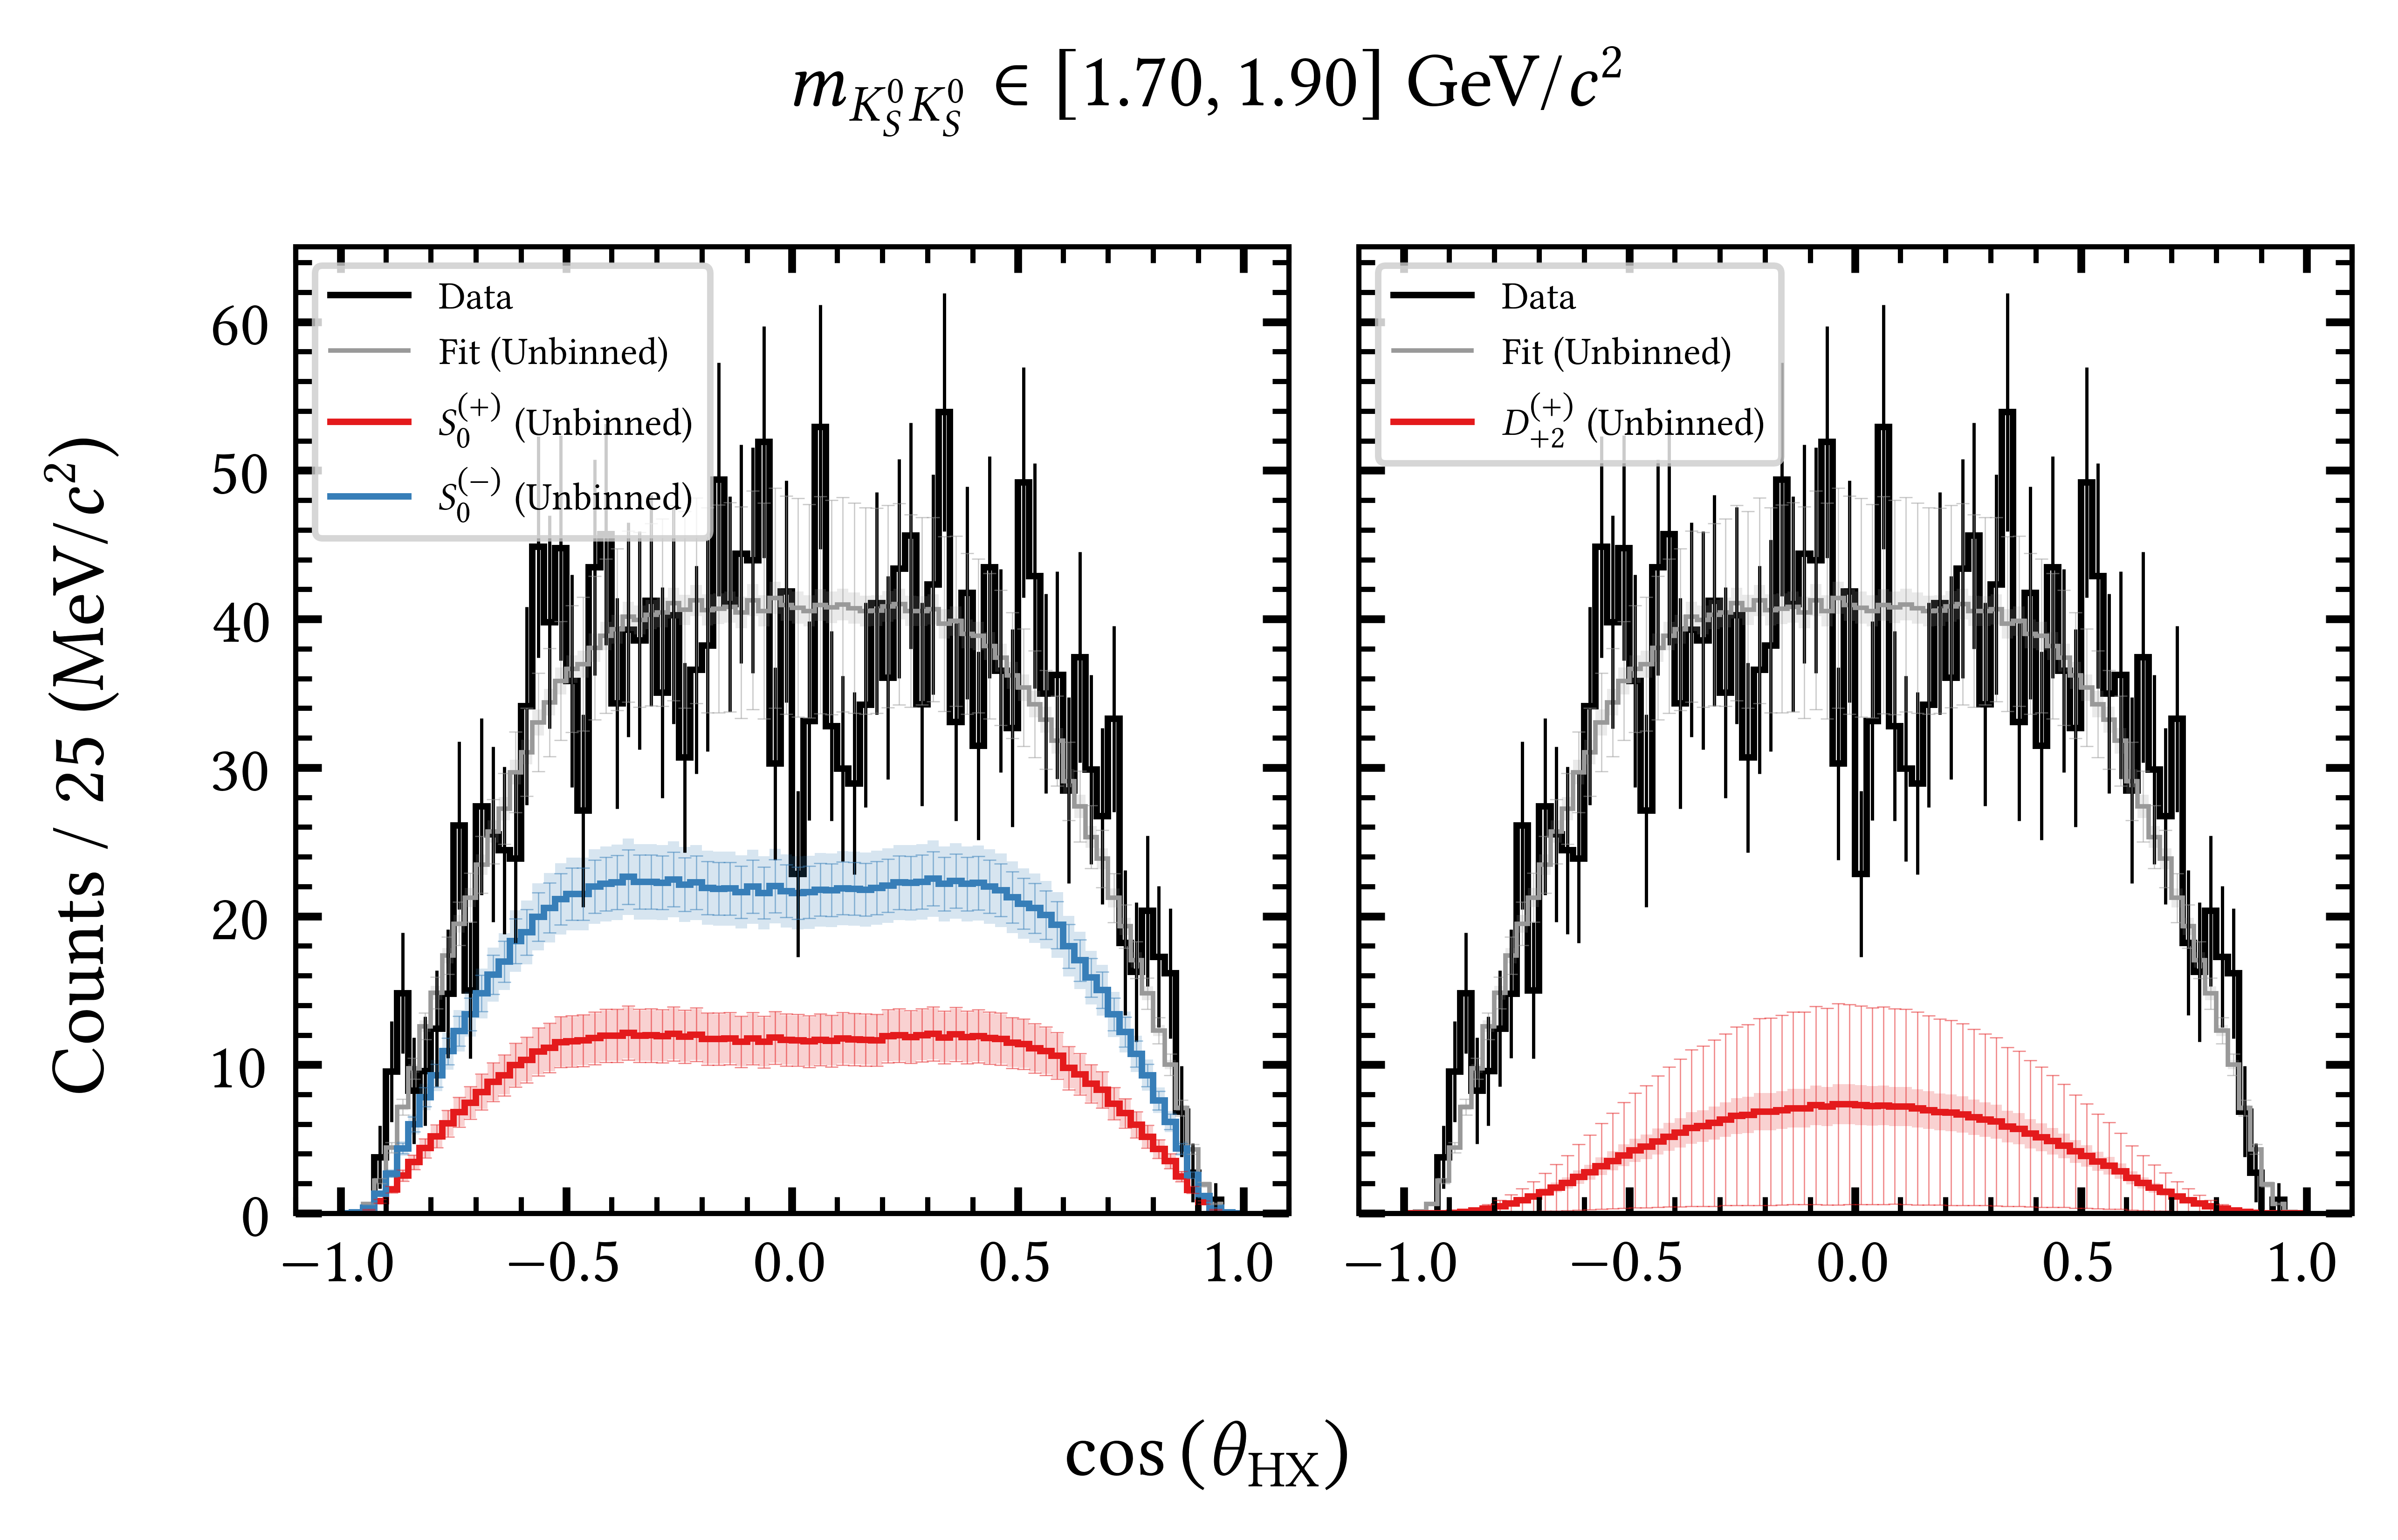 m_{K_S^0 K_S^0} ∈ [1.70, 1.90] GeV/c²
Counts / 25 (MeV/c²)
60
50
40
30
20
10
0
Data
Fit (Unbinned)
S_0^{(+)} (Unbinned)
S_0^{(−)} (Unbinned)
−1.0 −0.5 0.0 0.5 1.0
Data
Fit (Unbinned)
D_{+2}^{(+)} (Unbinned)
−1.0 −0.5 0.0 0.5 1.0
cos (θ_{HX})